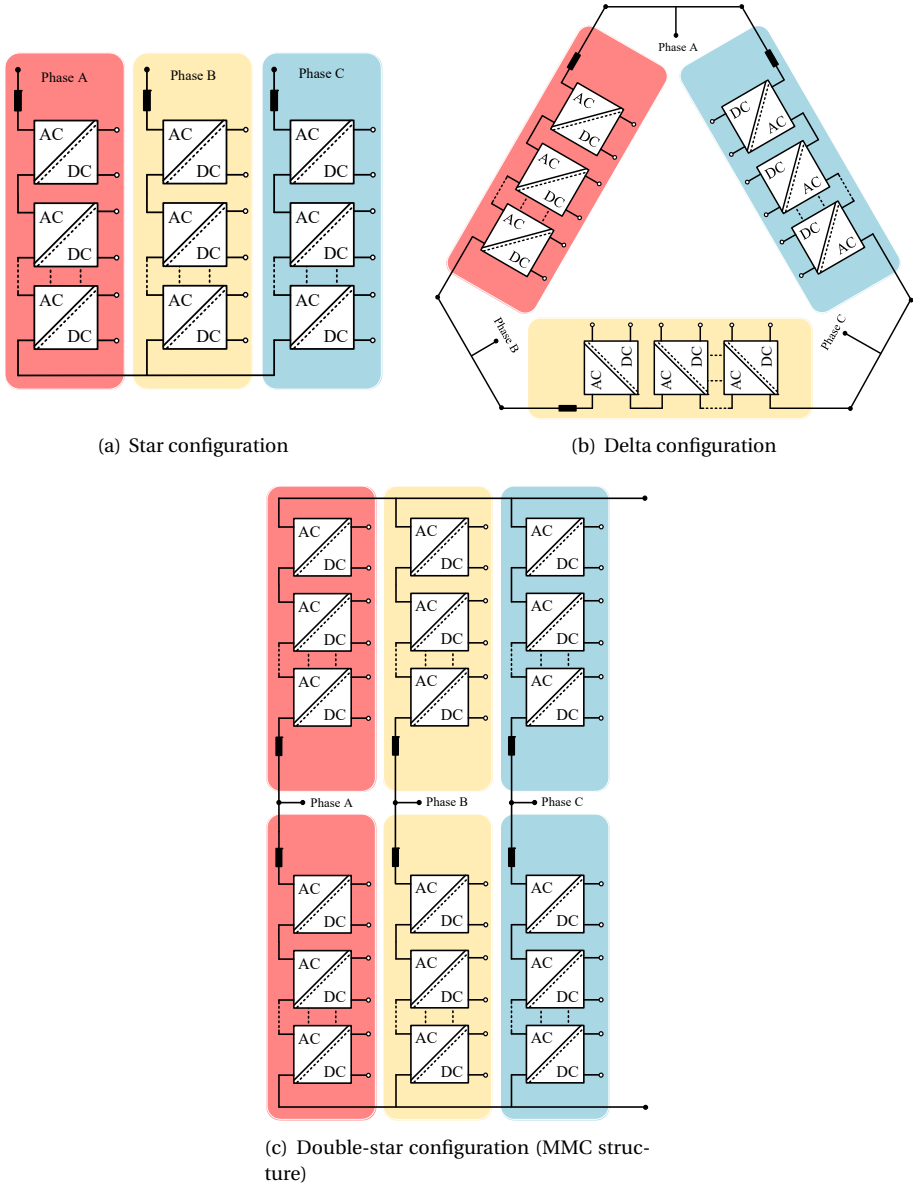 Phase A
Phase B
Phase C
AC
DC
AC
DC
AC
DC
AC
DC
AC
DC
AC
DC
AC
DC
AC
DC
AC
DC
(a) Star configuration
Phase A
AC
DC
AC
DC
AC
DC
DC
AC
DC
AC
DC
AC
Phase B
Phase C
AC
DC
AC
DC
AC
DC
(b) Delta configuration
AC
DC
AC
DC
AC
DC
AC
DC
AC
DC
AC
DC
AC
DC
AC
DC
AC
DC
Phase A
Phase B
Phase C
AC
DC
AC
DC
AC
DC
AC
DC
AC
DC
AC
DC
AC
DC
AC
DC
AC
DC
(c) Double-star configuration (MMC struc-
ture)